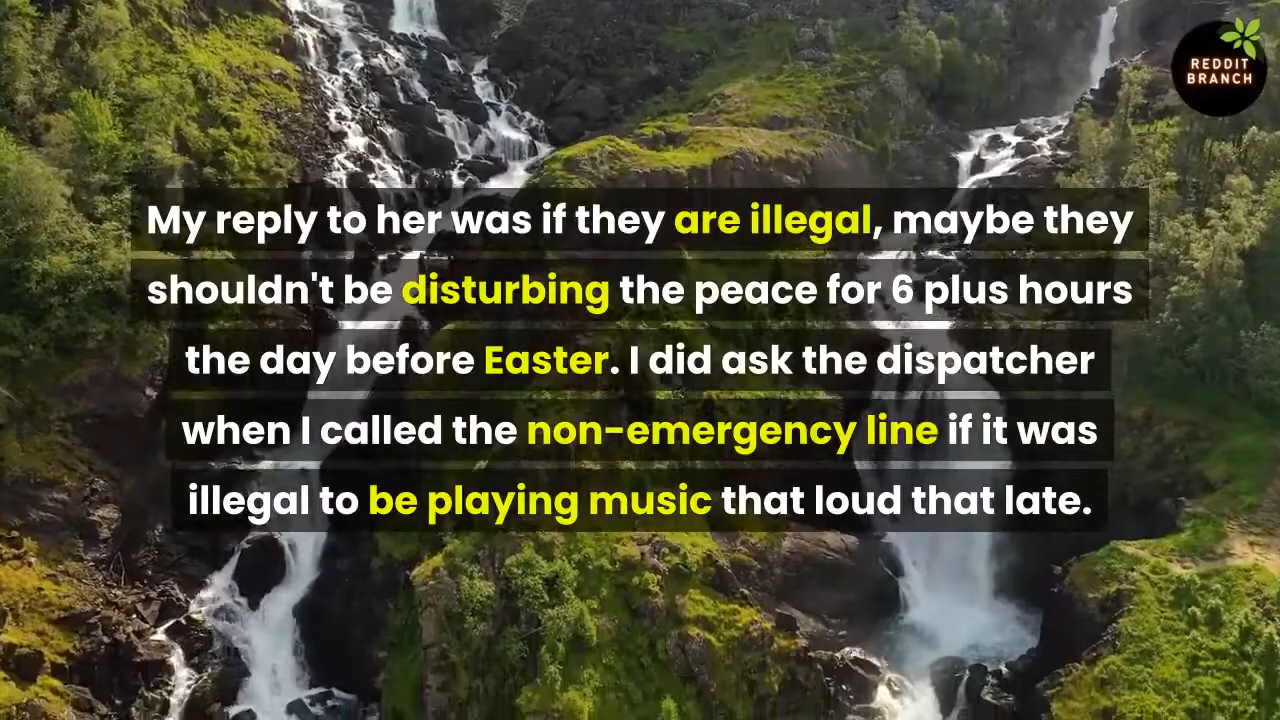 REDDIT
BRANCH
My reply to her was if they are illegal, maybe they
shouldn't be disturbing the peace for 6 plus hours
the day before Easter. I did ask the dispatcher
when I called the non-emergency line if it was
illegal to be playing music that loud that late.